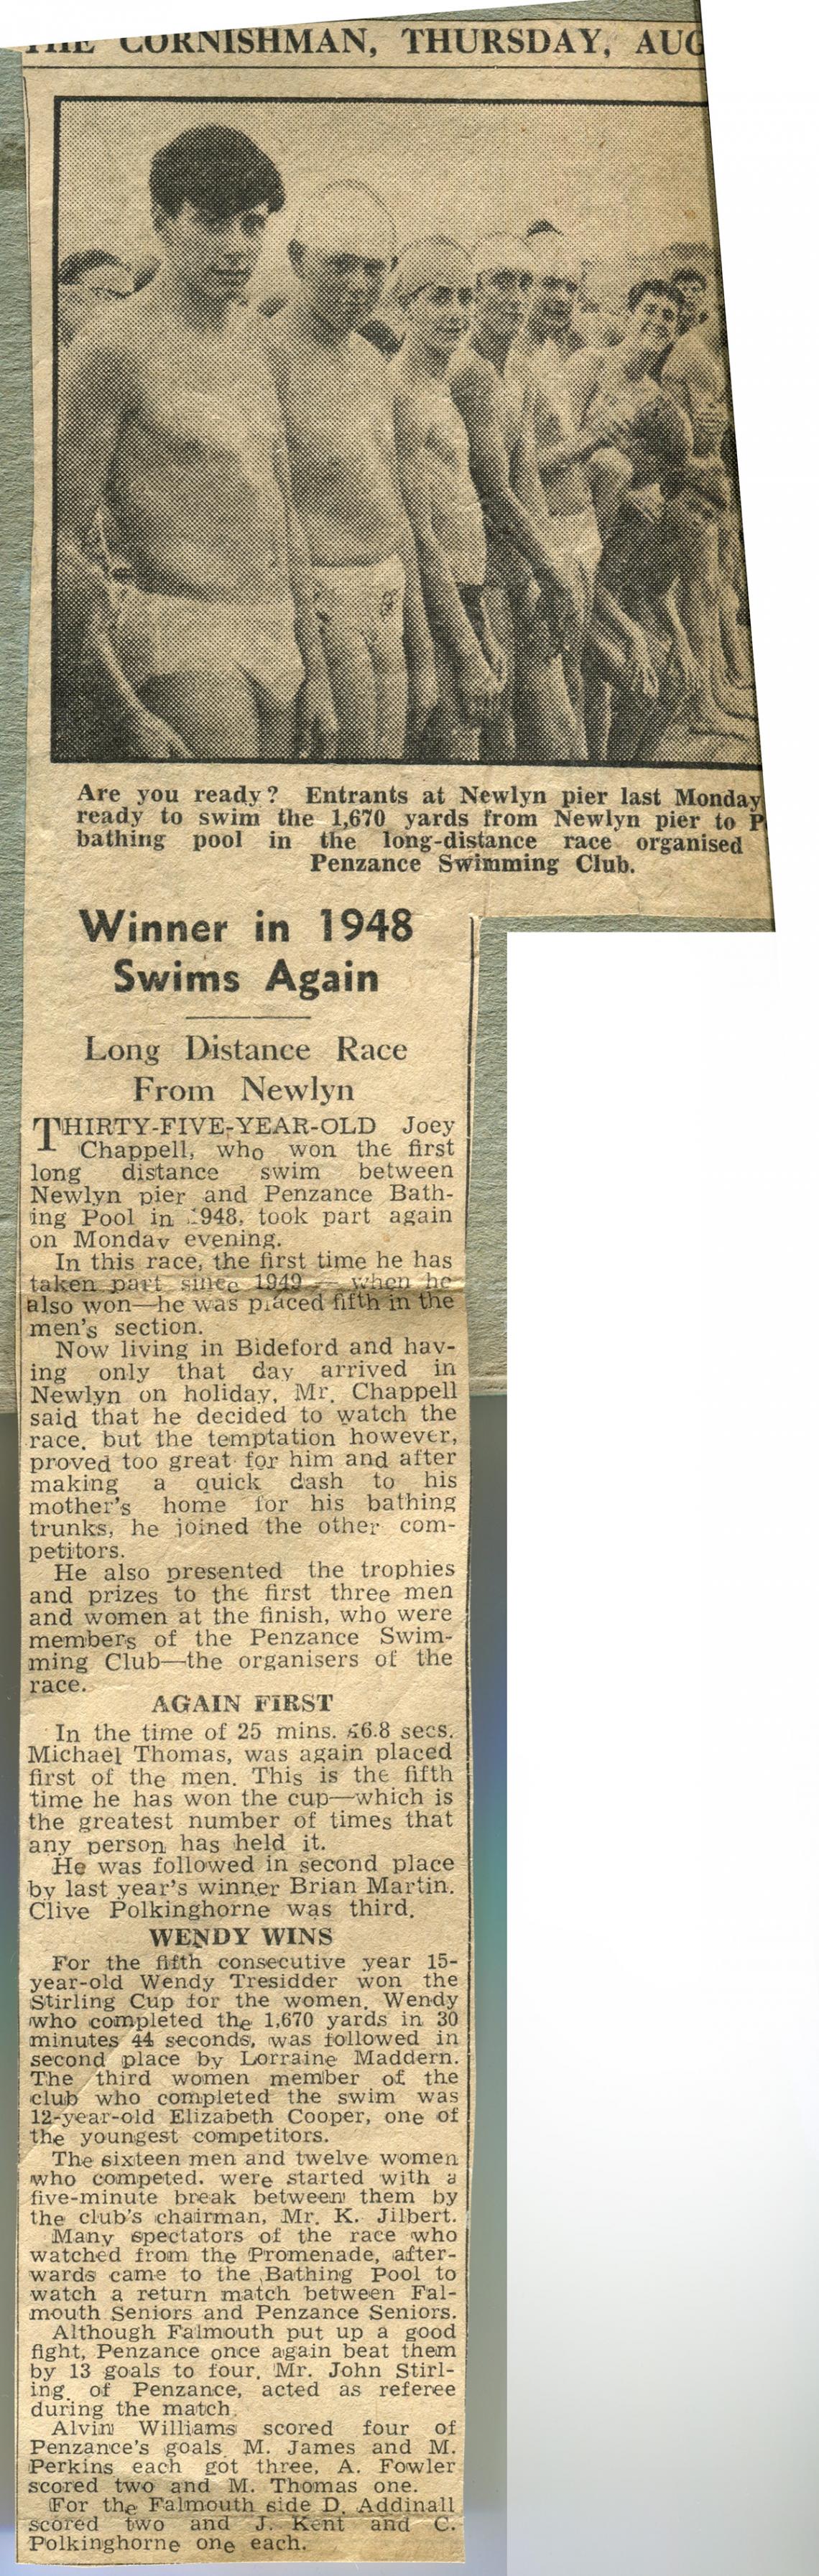 THE CORNISHMAN, THURSDAY, AUG
Are you ready? Entrants at Newlyn pier last Monday
ready to swim the 1,670 yards from Newlyn pier to P
bathing pool in the long-distance race organised
Penzance Swimming Club.
Winner in 1948
Swims Again
Long Distance Race
From Newlyn
THIRTY-FIVE-YEAR-OLD Joey
Chappell, who won the first
long distance swim between
Newlyn pier and Penzance Bath-
ing Pool in 1948, took part again
on Monday evening.
In this race, the first time he has
taken part since 1949 — when he
also won—he was placed fifth in the
men's section.
Now living in Bideford and hav-
ing only that day arrived in
Newlyn on holiday, Mr. Chappell
said that he decided to watch the
race, but the temptation however,
proved too great for him and after
making a quick dash to his
mother's home for his bathing
trunks, he joined the other com-
petitors.
He also presented the trophies
and prizes to the first three men
and women at the finish, who were
members of the Penzance Swim-
ming Club—the organisers of the
race.
AGAIN FIRST
In the time of 25 mins. 46.8 secs.
Michael Thomas, was again placed
first of the men. This is the fifth
time he has won the cup—which is
the greatest number of times that
any person has held it.
He was followed in second place
by last year's winner Brian Martin.
Clive Polkinghorne was third.
WENDY WINS
For the fifth consecutive year 15-
year-old Wendy Tresidder won the
Stirling Cup for the women. Wendy
who completed the 1,670 yards in 30
minutes 44 seconds, was followed in
second place by Lorraine Maddern.
The third women member of the
club who completed the swim was
12-year-old Elizabeth Cooper, one of
the youngest competitors.
The sixteen men and twelve women
who competed. were started with a
five-minute break between them by
the club's chairman, Mr. K. Jilbert.
Many spectators of the race who
watched from the Promenade, after-
wards came to the Bathing Pool to
watch a return match between Fal-
mouth Seniors and Penzance Seniors.
Although Falmouth put up a good
fight, Penzance once again beat them
by 13 goals to four. Mr. John Stirl-
ing, of Penzance, acted as referee
during the match.
Alvin Williams scored four of
Penzance's goals. M. James and M.
Perkins each got three, A. Fowler
scored two and M. Thomas one.
For the Falmouth side D. Addinall
scored two and J. Kent and C.
Polkinghorne one each.